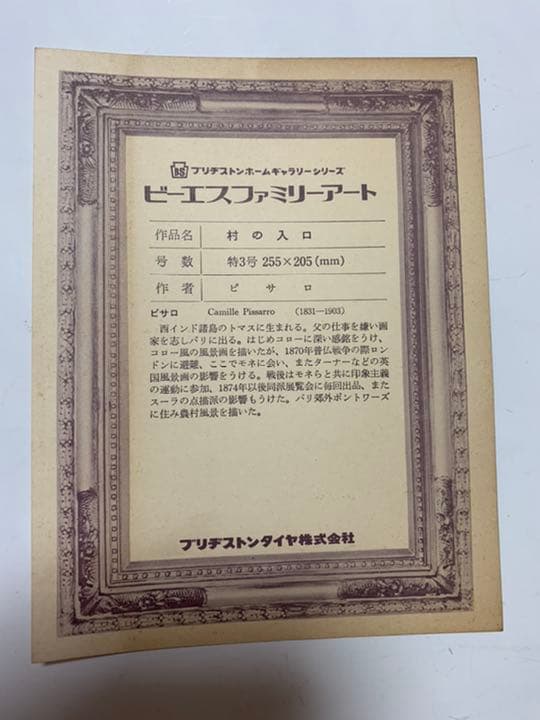 BS ブリヂストンホームギャラリーシリーズ
ビーエスファミリーアート
作品名 村の入口
号数 特3号 255×205(mm)
作者 ピサロ
ピサロ Camille Pissarro (1831―1903)
西インド諸島のトマスに生まれる。父の仕事を嫌い画
家を志しパリに出る。はじめコローに深い感銘をうけ、
コロー風の風景画を描いたが、1870年普仏戦争の際ロン
ドンに避難、ここでモネに会い、またターナーなどの英
国風景画の影響をうける。戦後はモネらと共に印象主義
の運動に参加、1874年以後同派展覧会に毎回出品、また
スーラの点描派の影響もうけた。パリ郊外ポントワーズ
に住み農村風景を描いた。
ブリヂストンタイヤ株式会社